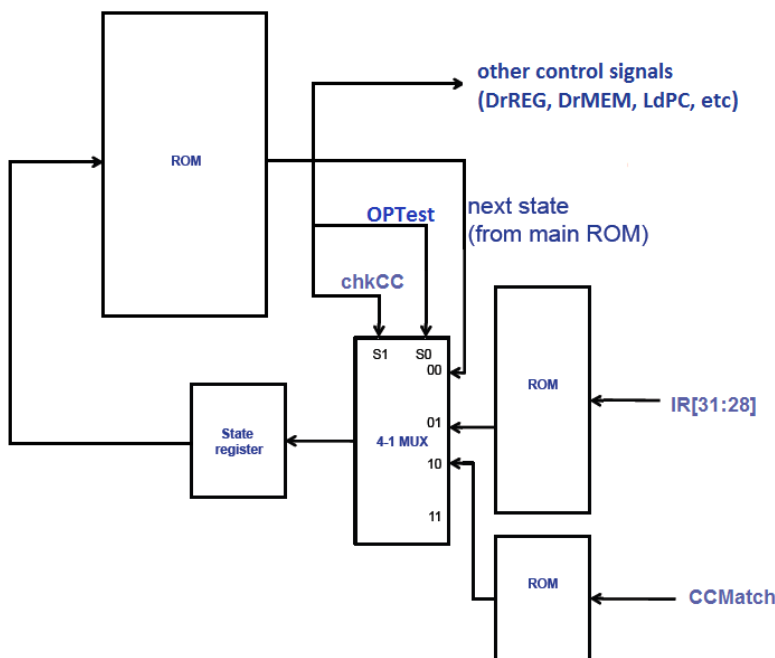 other control signals
(DrREG, DrMEM, LdPC, etc)
ROM
OPTest
next state
(from main ROM)
chkCC
S1 S0
00
ROM
IR[31:28]
01
State
register
4-1 MUX
10
11
ROM
CCMatch